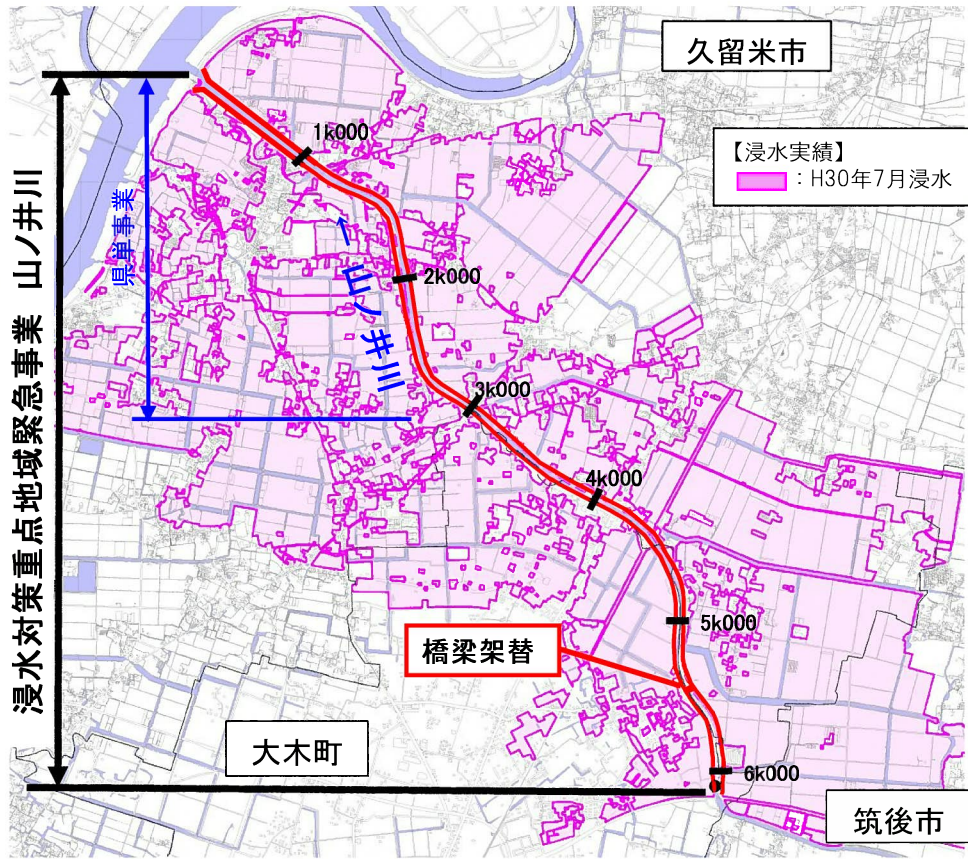 久留米市
【浸水実績】
：H30年7月浸水
浸水対策重点地域緊急事業 山ノ井川
県単事業
1k000
← 山ノ井川
2k000
3k000
4k000
5k000
橋梁架替
大木町
6k000
筑後市